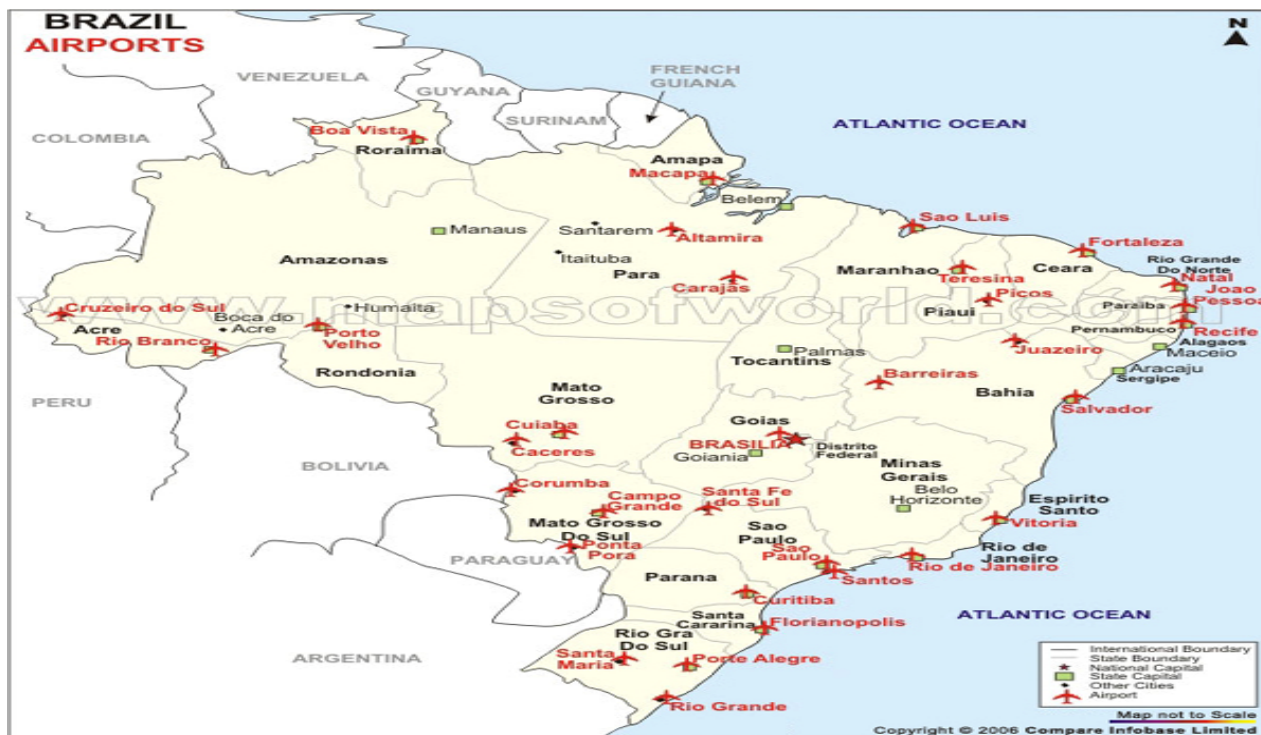 BRAZIL
AIRPORTS
N
VENEZUELA
GUYANA
FRENCH
GUIANA
SURINAM
COLOMBIA
ATLANTIC OCEAN
Boa Vista
Roraima
Amapa
Macapa
Belem
Manaus
Santarem
Altamira
Sao Luis
Fortaleza
Itaituba
Amazonas
Para
Carajas
Maranhao
Teresina
Ceara
Rio Grande
Do Norte
Natal
Joao
Pessoa
www.mapsofworld.com
Cruzeiro do Sul
Humaita
Picos
Piaui
Paraiba
Acre
Boca do
Acre
Porto
Velho
Pernambuco
Recife
Rio Branco
Juazeiro
Alagaos
Maceio
Palmas
Tocantins
Rondonia
Barreiras
Bahia
Aracaju
Sergipe
PERU
Mato
Grosso
Salvador
Goias
Cuiaba
Caceres
BRASILIA
Distrito
Federal
Goiania
BOLIVIA
Minas
Gerais
Belo
Horizonte
Corumba
Campo
Grande
Santa Fe
do Sul
Espirito
Santo
Vitoria
Mato Grosso
Do Sul
Sao
Paulo
Ponta
Pora
PARAGUAY
Sao
Paulo
Rio de
Janeiro
Rio de Janeiro
Santos
Parana
Curitiba
Santa
Cararina
Florianopolis
ATLANTIC OCEAN
Rio Gra
Do Sul
ARGENTINA
Santa
Maria
Porte Alegre
Rio Grande
International Boundary
State Boundary
National Capital
State Capital
Other Cities
Airport
Map not to Scale
Copyright © 2006 Compare Infobase Limited